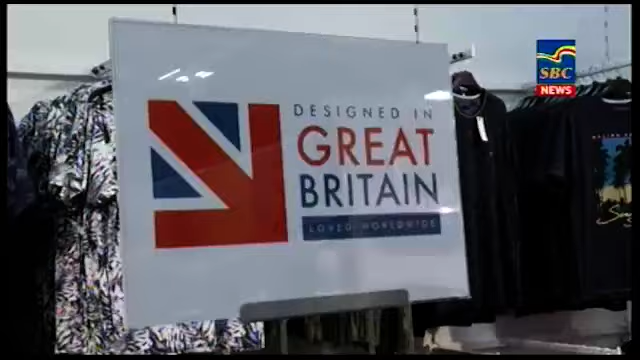 DESIGNED IN
GREAT
BRITAIN
LOVED WORLDWIDE
SBC
NEWS